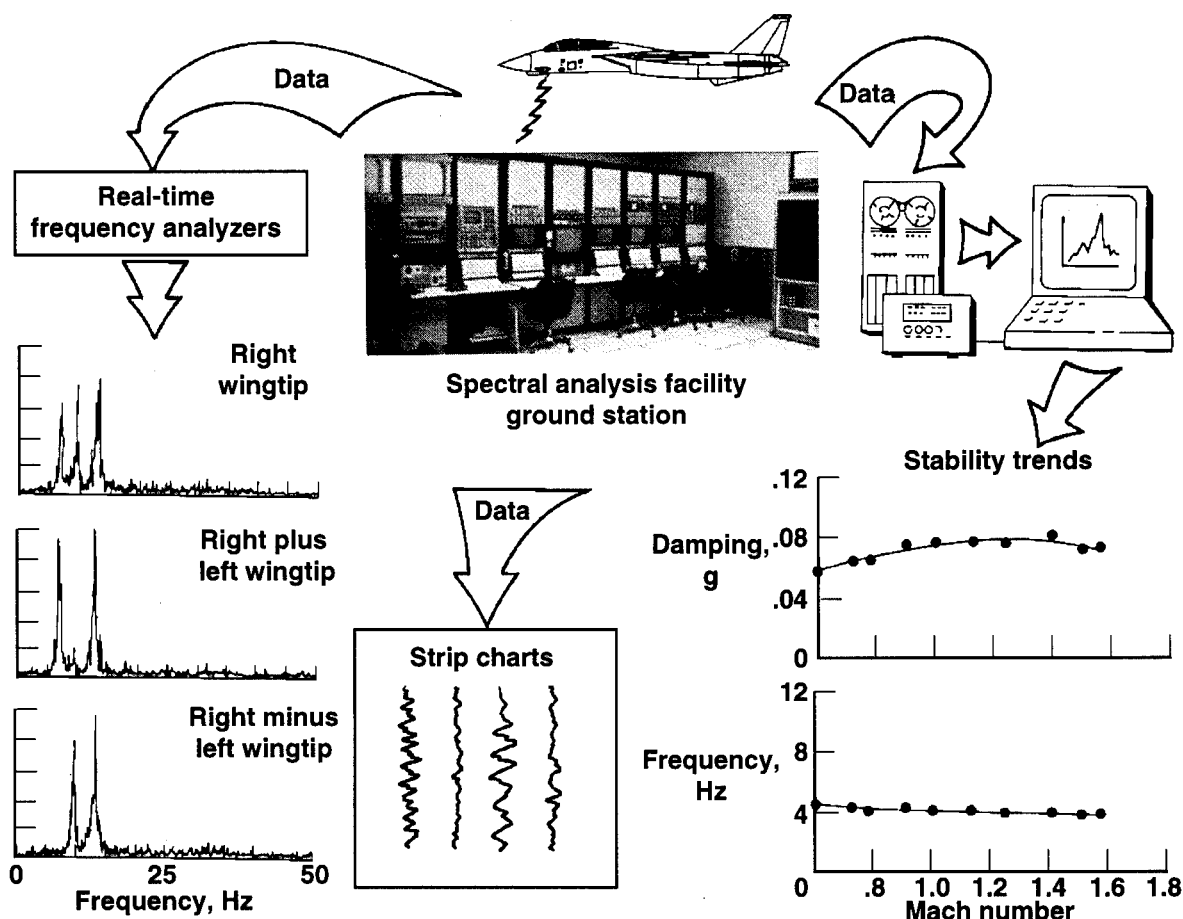 Data
Data
Real-time
frequency analyzers
Spectral analysis facility
ground station
Right
wingtip
Right plus
left wingtip
Right minus
left wingtip
0
25
50
Frequency, Hz
Data
Strip charts
Stability trends
.12
.08
.04
0
Damping,
g
12
8
4
0
Frequency,
Hz
.8
1.0
1.2
1.4
1.6
1.8
Mach number